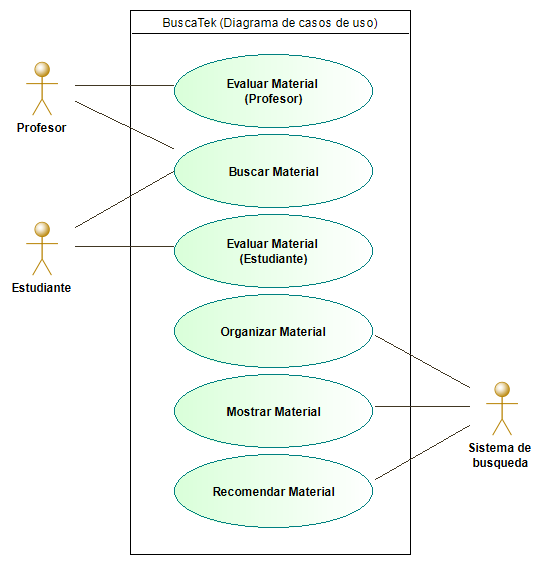 BuscaTek (Diagrama de casos de uso)
Evaluar Material
(Profesor)
Profesor
Buscar Material
Evaluar Material
(Estudiante)
Estudiante
Organizar Material
Mostrar Material
Sistema de
busqueda
Recomendar Material